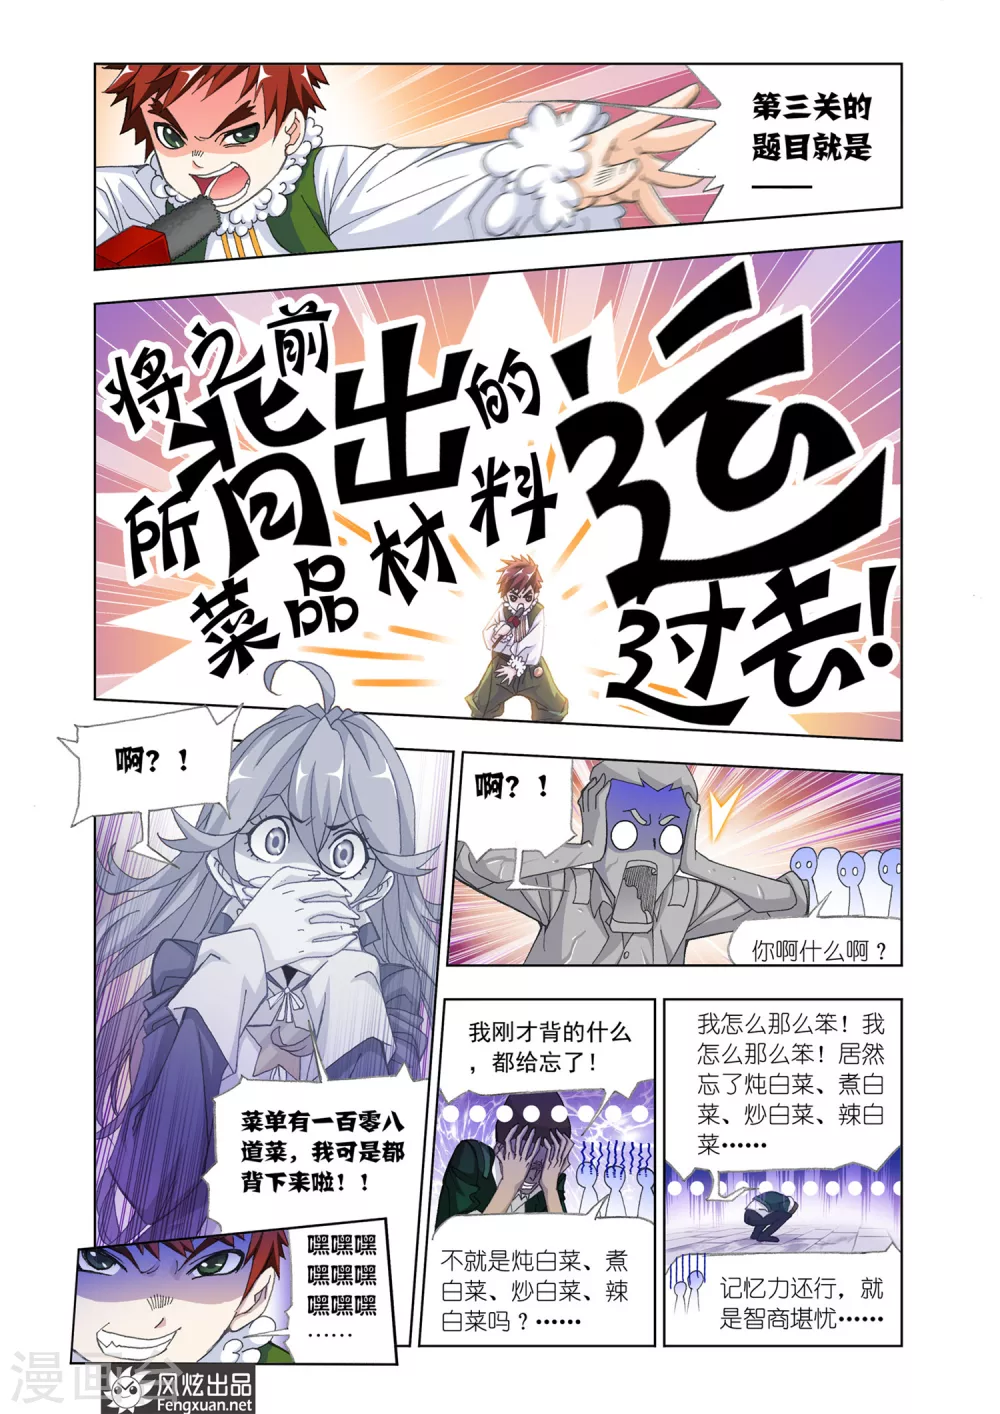 第三关的
题目就是
——
将之前
所背出的
菜品材料运
过去！
啊？！
啊？！
你啊什么啊？
菜单有一百零八
道菜，我可是都
背下来啦！！
我刚才背的什么
，都给忘了！
不就是炖白菜、煮
白菜、炒白菜、辣
白菜吗？……
我怎么那么笨！我
怎么那么笨！居然
忘了炖白菜、煮白
菜、炒白菜、辣白
菜……
记忆力还行，就
是智商堪忧……
嘿嘿嘿
嘿嘿嘿
嘿嘿嘿
……
漫画台
风炫出品
Fengxuan.net